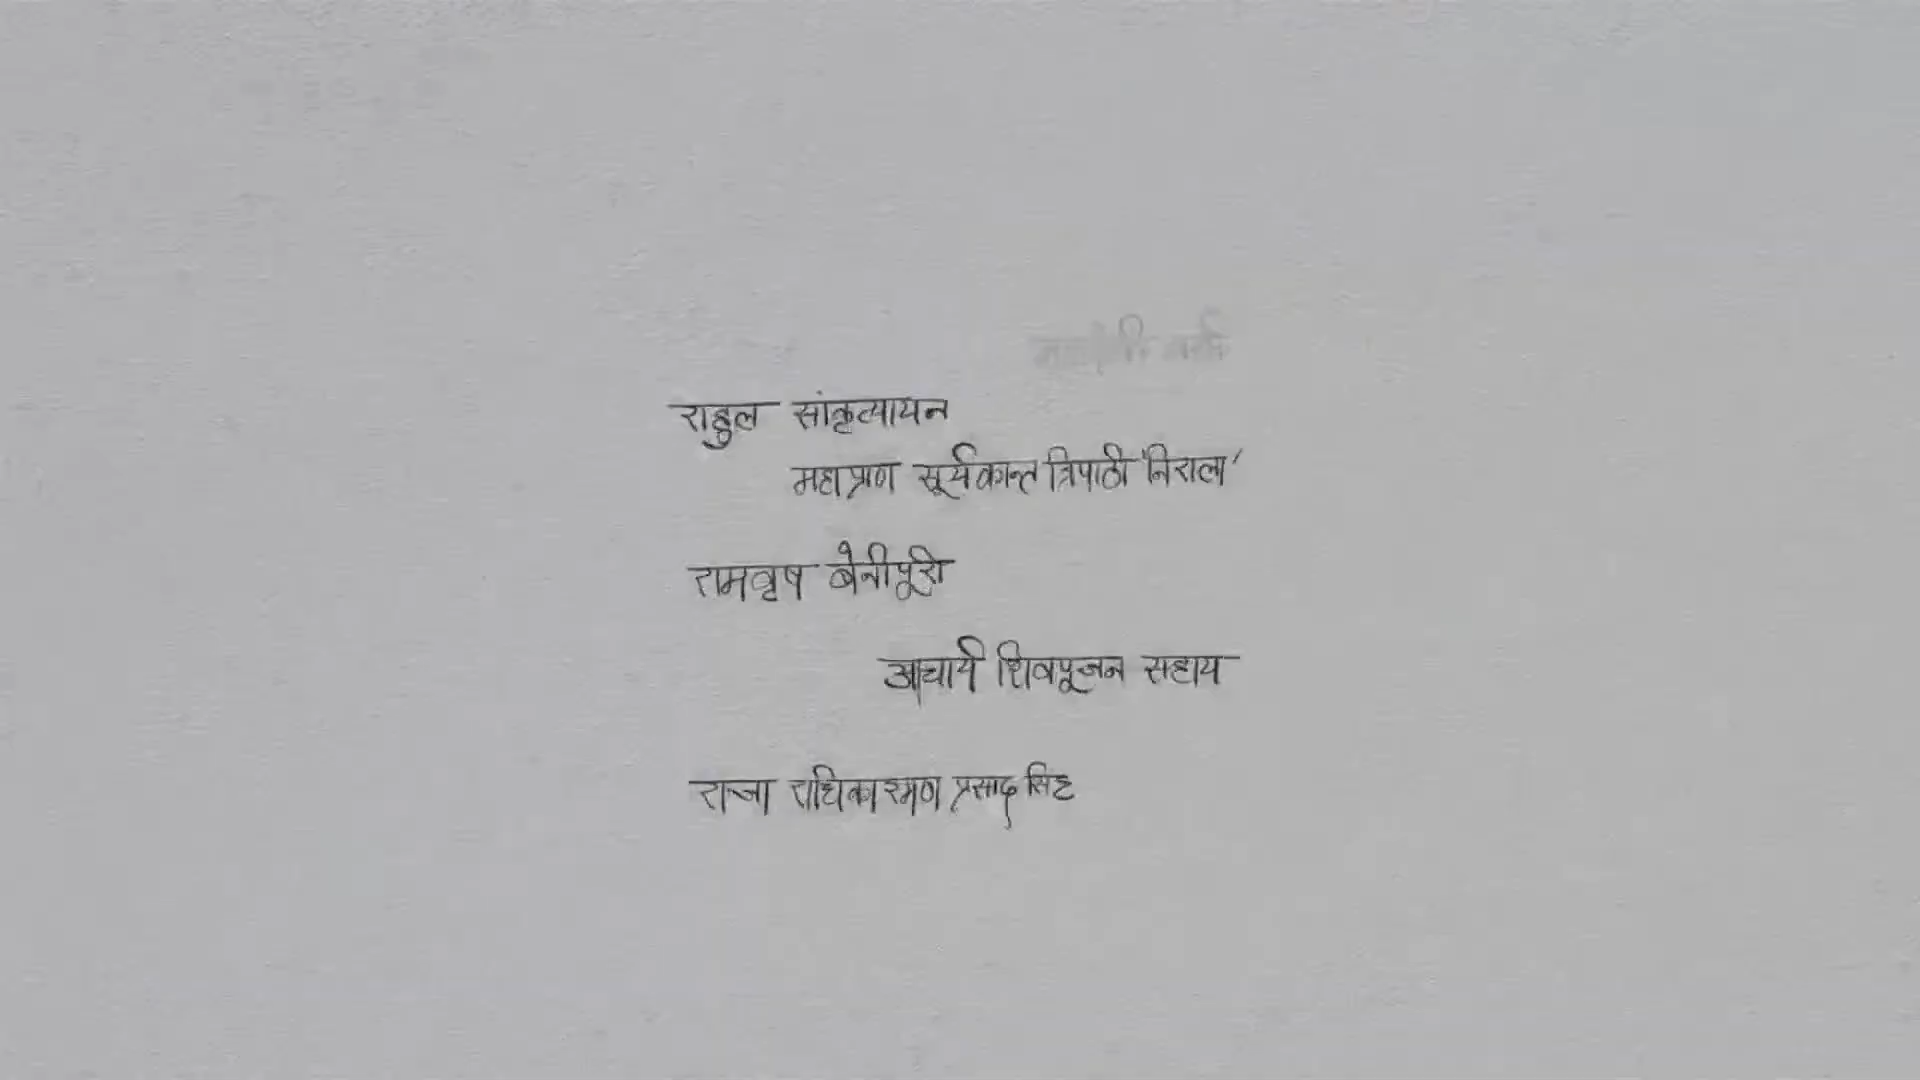 राहुल सांकृत्यायन
महाप्राण सूर्यकान्त त्रिपाठी 'निराला'
रामवृष बेनीपूरी
आचार्य शिवपूजन सहाय
राजा राधिका रमण प्रसाद सिंह